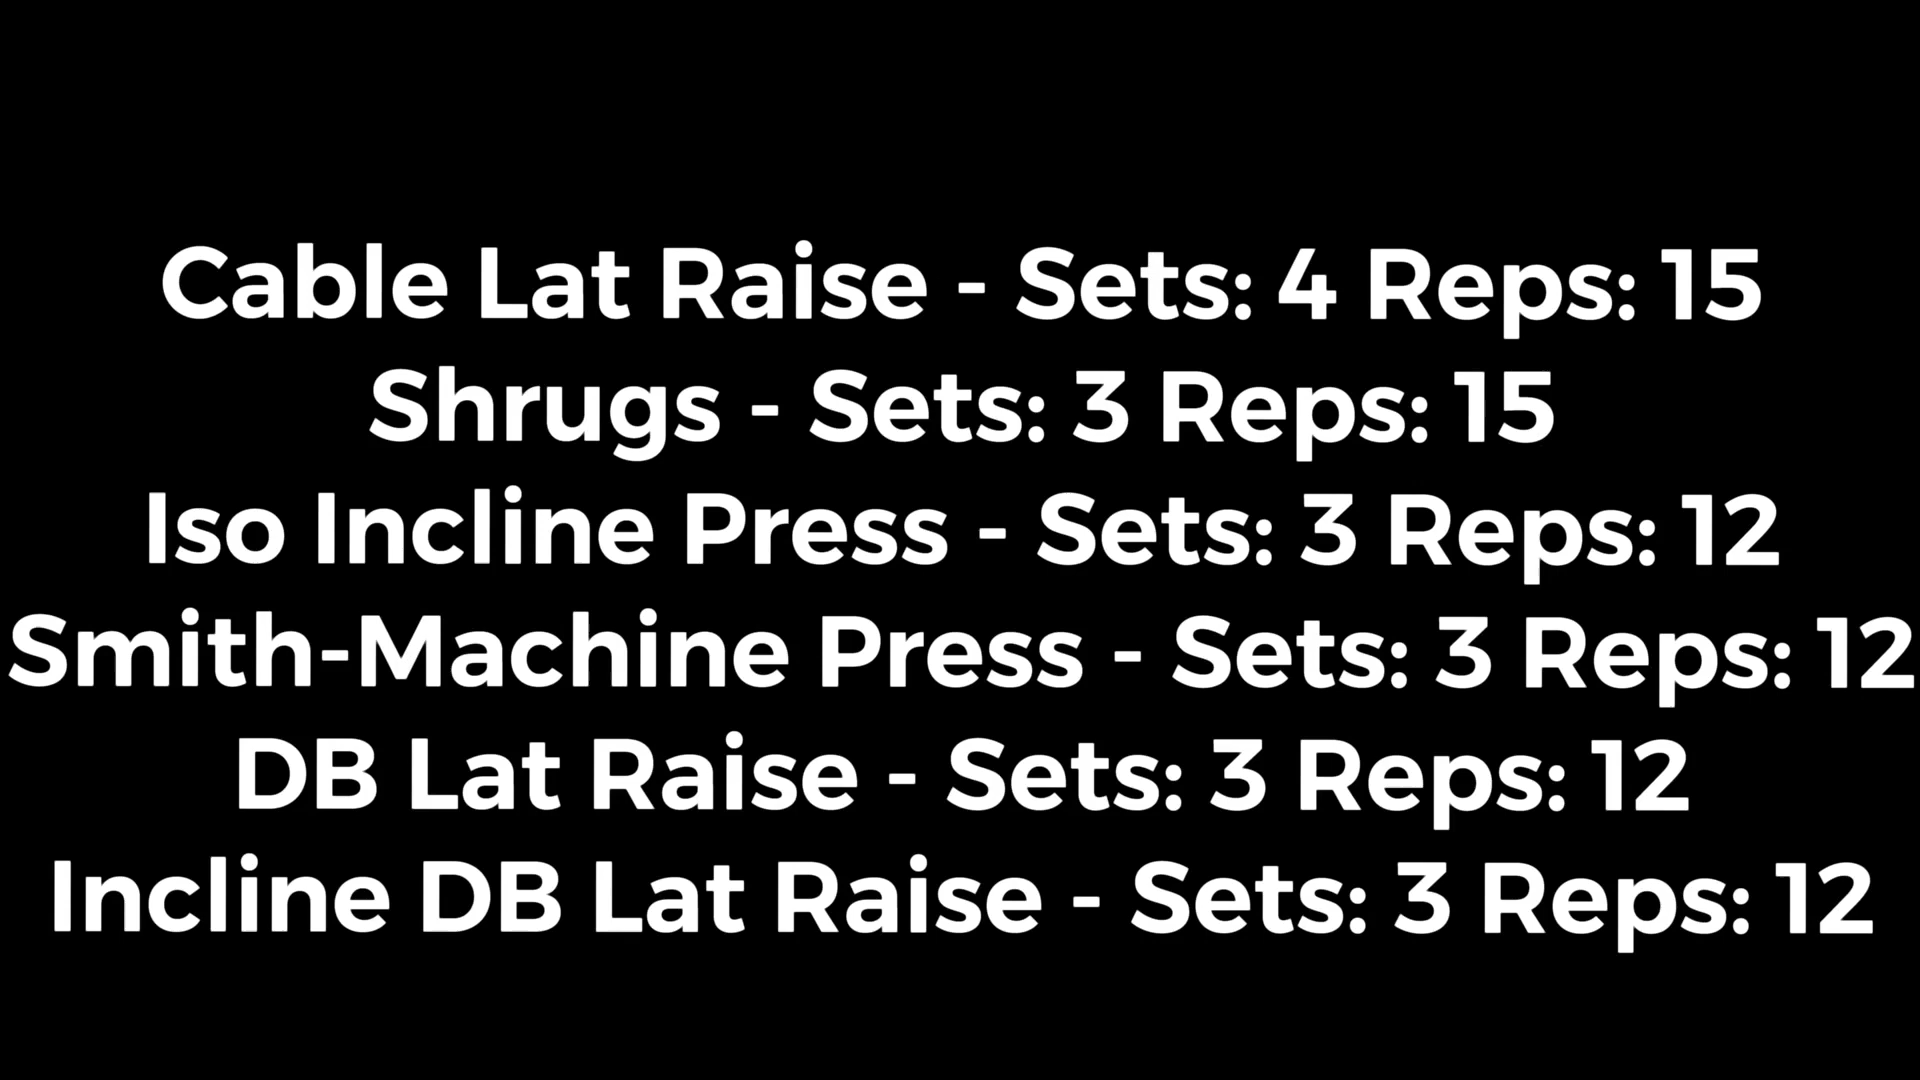 Cable Lat Raise - Sets: 4 Reps: 15
Shrugs - Sets: 3 Reps: 15
Iso Incline Press - Sets: 3 Reps: 12
Smith-Machine Press - Sets: 3 Reps: 12
DB Lat Raise - Sets: 3 Reps: 12
Incline DB Lat Raise - Sets: 3 Reps: 12